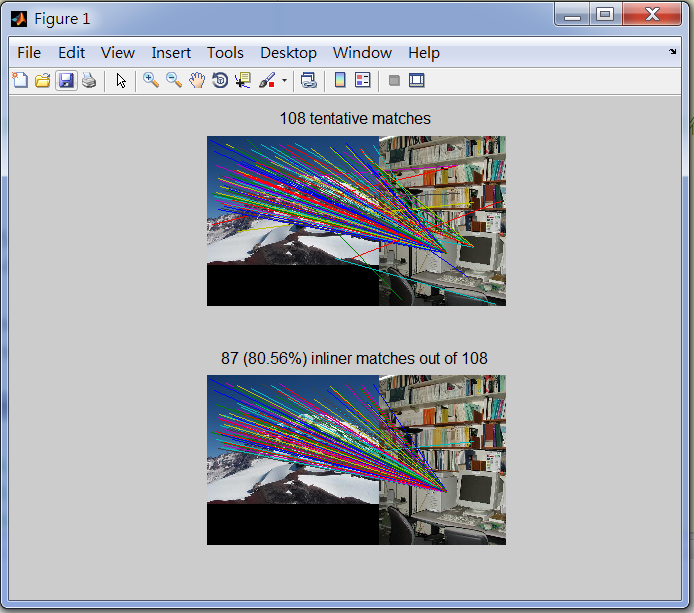 Figure 1
File Edit View Insert Tools Desktop Window Help
108 tentative matches
87 (80.56%) inliner matches out of 108